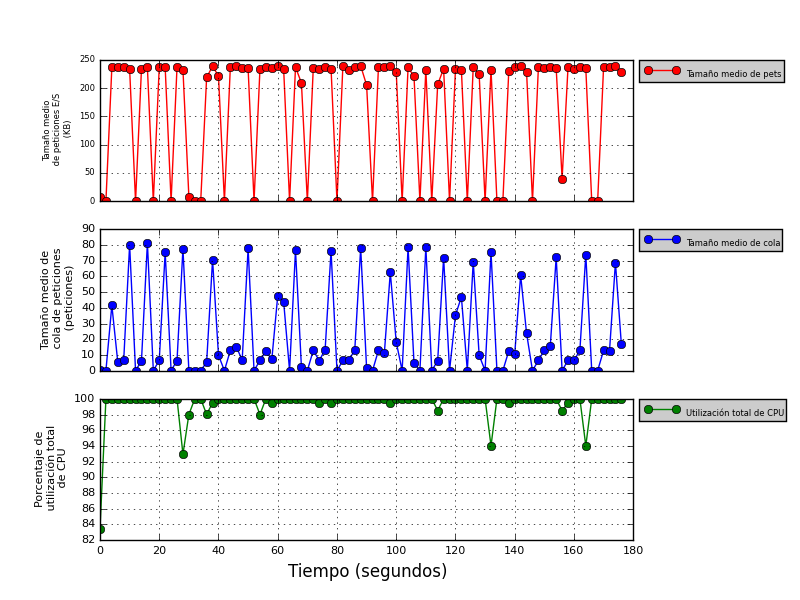 250
200
150
100
50
0
Tamaño medio
de peticiones E/S
(KB)
Tamaño medio de pets
90
80
70
60
50
40
30
20
10
0
Tamaño medio de
cola de peticiones
(peticiones)
Tamaño medio de cola
100
98
96
94
92
90
88
86
84
82
Porcentaje de
utilización total
de CPU
Utilización total de CPU
0 20 40 60 80 100 120 140 160 180
Tiempo (segundos)